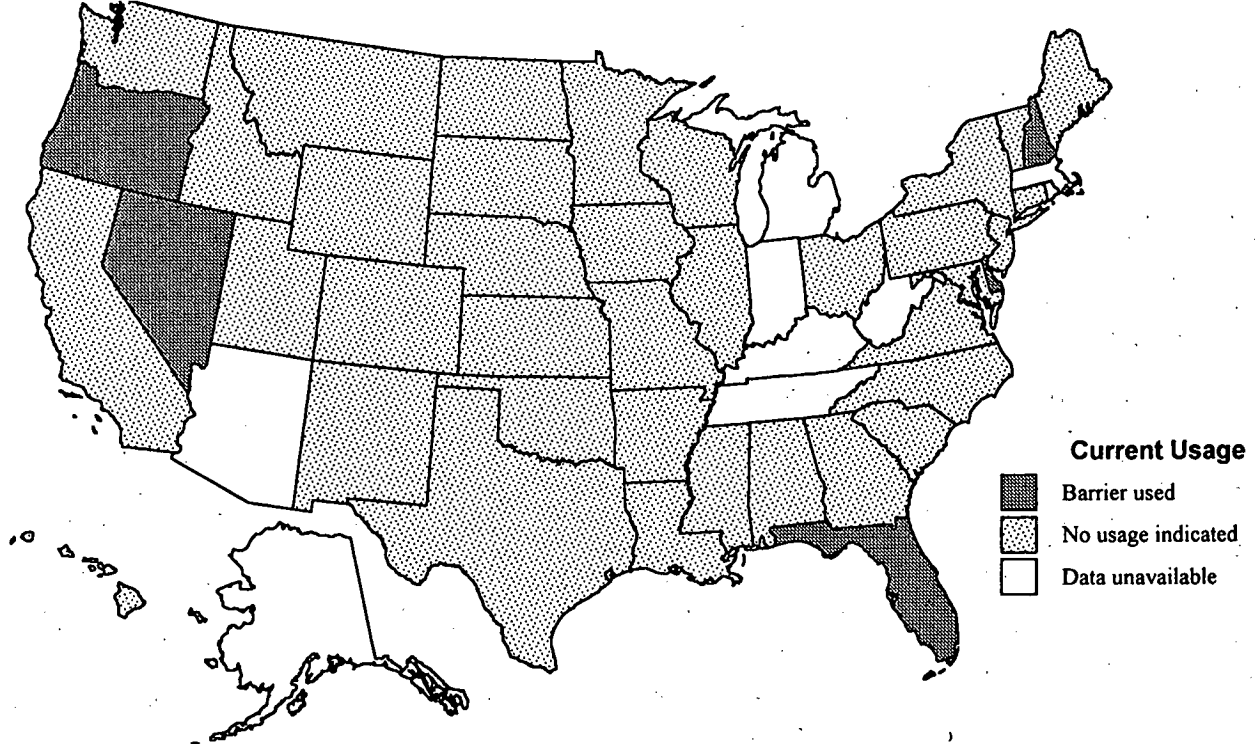 Current Usage
Barrier used
No usage indicated
Data unavailable